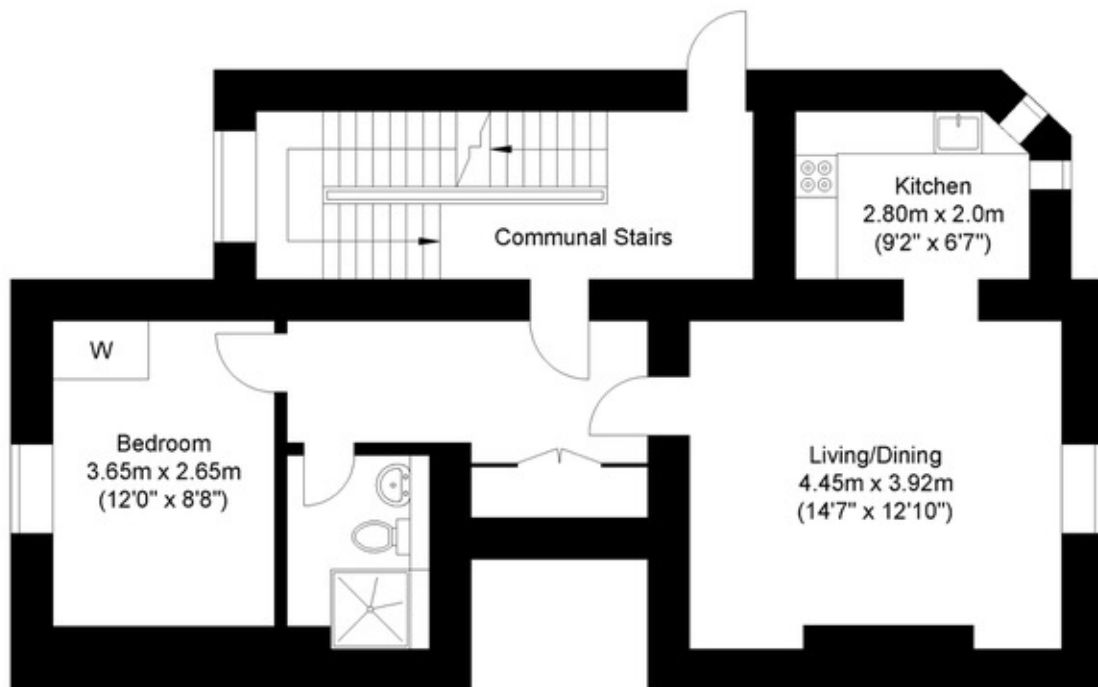 Kitchen
2.80m x 2.0m
(9'2" x 6'7")
Communal Stairs
W
Bedroom
3.65m x 2.65m
(12'0" x 8'8")
Living/Dining
4.45m x 3.92m
(14'7" x 12'10")